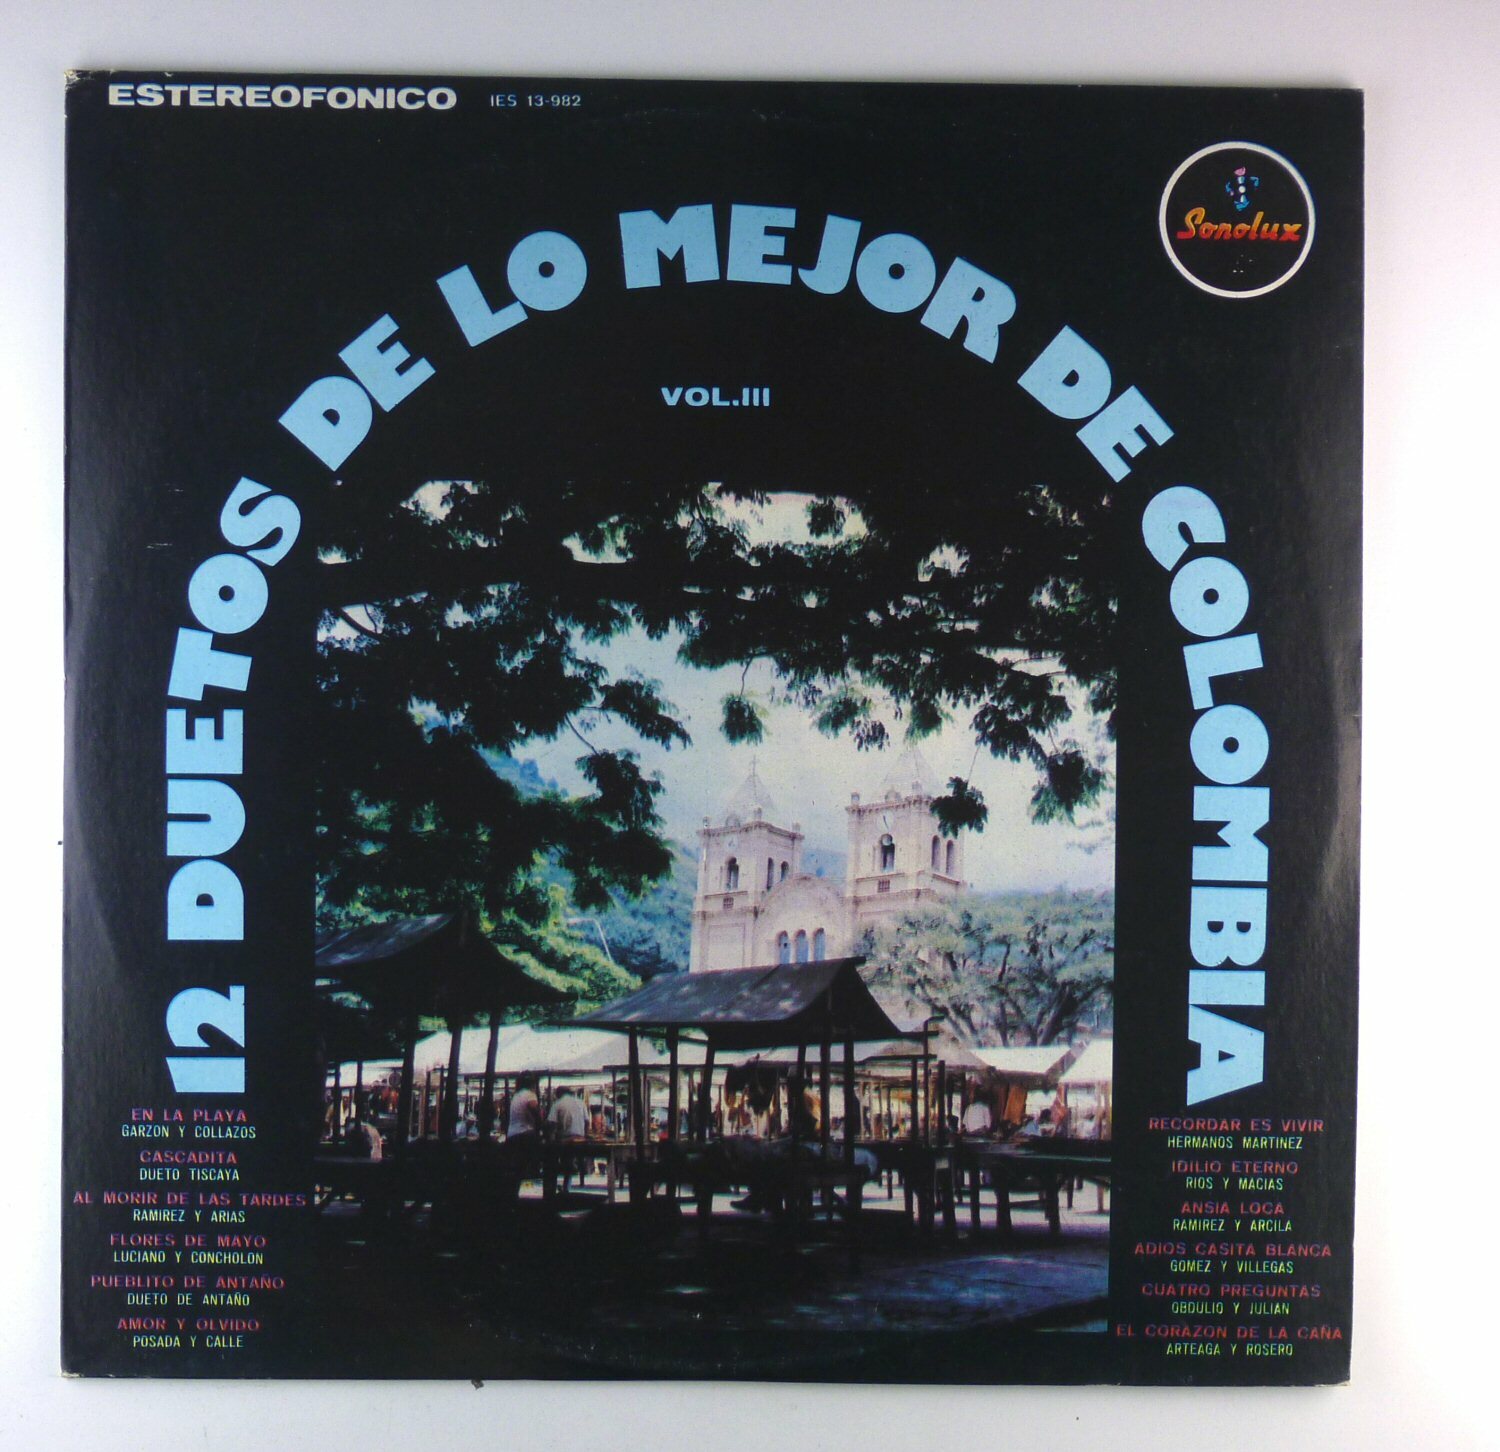 ESTEREOFONICO IES 13-982
Sonolux
12 DUETOS DE LO MEJOR DE COLOMBIA
VOL.III
EN LA PLAYA
GARZON Y COLLAZOS
CASCADITA
DUETO TISCAYA
AL MORIR DE LAS TARDES
RAMIREZ Y ARIAS
FLORES DE MAYO
LUCIANO Y CONCHOLON
PUEBLITO DE ANTAÑO
DUETO DE ANTAÑO
AMOR Y OLVIDO
POSADA Y CALLE
RECORDAR ES VIVIR
HERMANOS MARTINEZ
IDILIO ETERNO
RIOS Y MACIAS
ANSIA LOCA
RAMIREZ Y ARCILA
ADIOS CASITA BLANCA
GOMEZ Y VILLEGAS
CUATRO PREGUNTAS
OBDULIO Y JULIAN
EL CORAZON DE LA CAÑA
ARTEAGA Y ROSERO